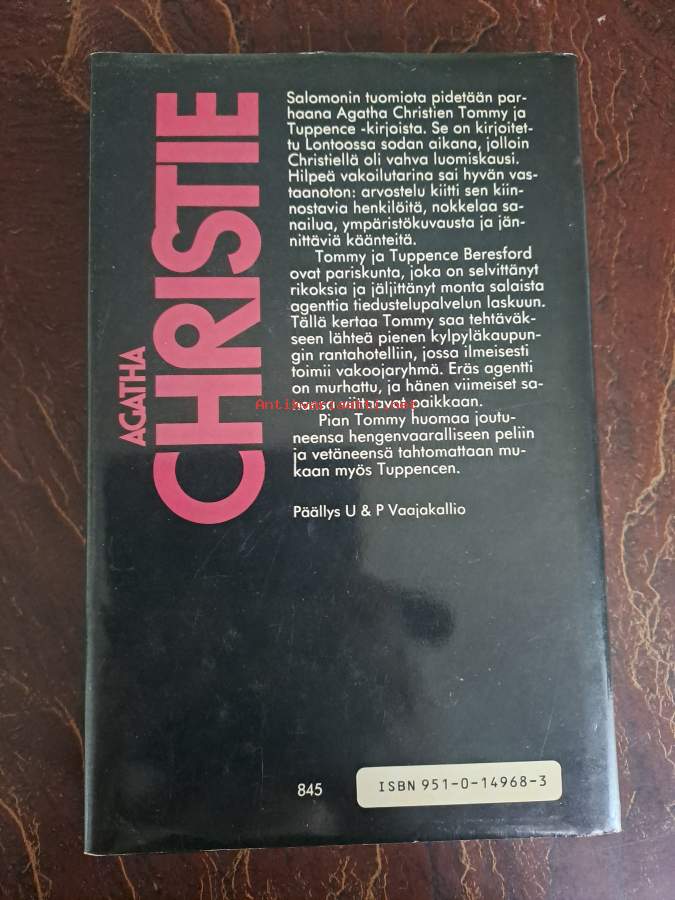 AGATHA
CHRISTIE
Salomonin tuomiota pidetään par-
haana Agatha Christien Tommy ja
Tuppence -kirjoista. Se on kirjoitet-
tu Lontoossa sodan aikana, jolloin
Christiellä oli vahva luomiskausi.
Hilpeä vakoilutarina sai hyvän vas-
taanoton: arvostelu kiitti sen kiin-
nostavia henkilöitä, nokkelaa sa-
nailua, ympäristökuvausta ja jän-
nittäviä käänteitä.
Tommy ja Tuppence Beresford
ovat pariskunta, joka on selvittänyt
rikoksia ja jäljittänyt monta salaista
agenttia tiedustelupalvelun laskuun.
Tällä kertaa Tommy saa tehtäväk-
seen lähteä pienen kylpyläkaupun-
gin rantahotelliin, jossa ilmeisesti
toimii vakoojaryhmä. Eräs agentti
on murhattu, ja hänen viimeiset sa-
nansa viittaavat paikkaan.
Pian Tommy huomaa joutu-
neensa hengenvaaralliseen peliin
ja vetäneensä tahtomattaan mu-
kaan myös Tuppencen.
Päällys U & P Vaajakallio
845
ISBN 951-0-14968-3